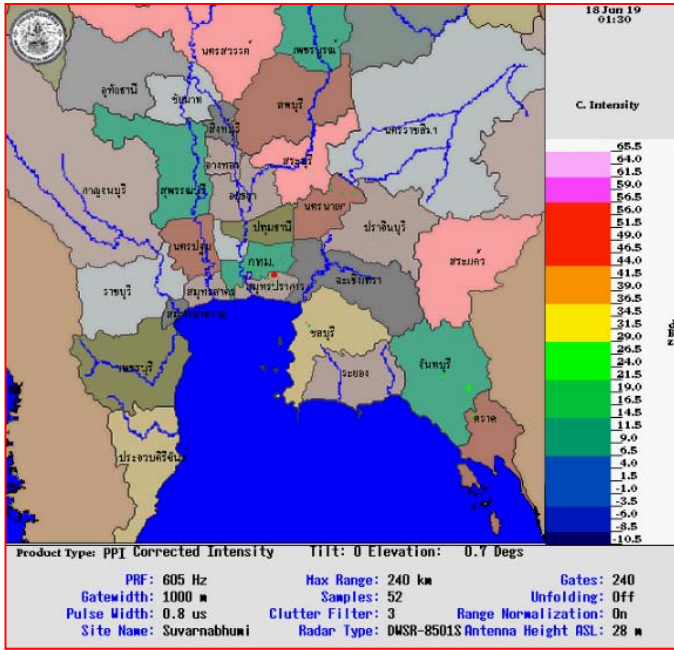 18 Jun 19
01:30
C. Intensity
นครสวรรค์
เพชรบูรณ์
อุทัยธานี
ชัยนาท
ลพบุรี
สิงห์บุรี
นครราชสีมา
อ่างทอง
สระบุรี
กาญจนบุรี
สุพรรณบุรี
อยุธยา
นครนายก
ปทุมธานี
ปราจีนบุรี
นครปฐม
กทม.
สระแก้ว
ราชบุรี
สมุทรสาคร
สมุทรปราการ
ฉะเชิงเทรา
ชลบุรี
เพชรบุรี
ระยอง
จันทบุรี
ตราด
ประจวบคีรีขันธ์
65.5
64.0
61.5
59.0
56.5
56.0
51.5
49.0
46.5
44.0
41.5
39.0
36.5
34.0
31.5
29.0
26.5
24.0
21.5
19.0
16.5
14.0
11.5
9.0
6.5
4.0
1.5
-1.0
-3.5
-6.0
-8.5
-10.5
Product Type: PPI Corrected Intensity Tilt: 0 Elevation: 0.7 Degs
PRF: 605 Hz Max Range: 240 km Gates: 240
Gatewidth: 1000 m Samples: 52 Unfolding: Off
Pulse Width: 0.8 us Clutter Filter: 3 Range Normalization: On
Site Name: Suvarnabhumi Radar Type: DWSR-8501S Antenna Height ASL: 28 m